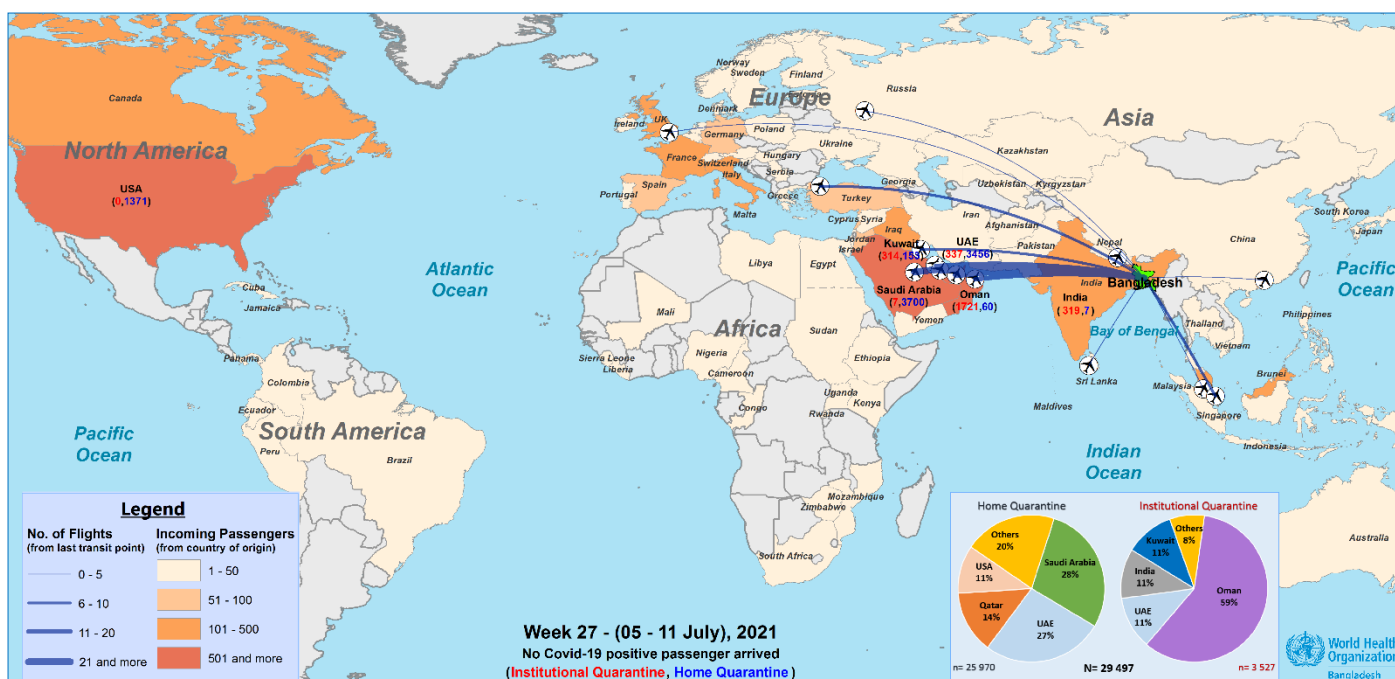 North America
Canada
USA
(0,1371)
Cuba
Jamaica
Panama
Colombia
Ecuador
Peru
Brazil
South America
Pacific
Ocean
Atlantic
Ocean
Europe
Norway
Sweden
Finland
Estonia
Russia
Denmark
Ireland
UK
Germany
Poland
Ukraine
France
Switzerland
Hungary
Italy
Serbia
Portugal
Spain
Greece
Malta
Turkey
Georgia
Cyprus
Syria
Asia
Kazakhstan
Uzbekistan
Kyrgyzstan
Iran
Afghanistan
Pakistan
Nepal
China
South Korea
Japan
Iraq
Jordan
Israel
Kuwait
(314,153)
UAE
(337,3456)
Saudi Arabia
(7,3700)
Oman
(1721,60)
Yemen
India
India
(319,7)
Bangladesh
Bay of Bengal
Sri Lanka
Maldives
Thailand
Vietnam
Philippines
Malaysia
Brunei
Singapore
Indonesia
Pacific
Ocean
Indian
Ocean
Australia
Africa
Libya
Egypt
Mali
Sudan
Sierra Leone
Liberia
Nigeria
Cameroon
Ethiopia
Uganda
Kenya
Congo
Rwanda
Mozambique
Zimbabwe
South Africa
Legend
No. of Flights
(from last transit point)
0 - 5
6 - 10
11 - 20
21 and more
Incoming Passengers
(from country of origin)
1 - 50
51 - 100
101 - 500
501 and more
Week 27 - (05 - 11 July), 2021
No Covid-19 positive passenger arrived
(Institutional Quarantine, Home Quarantine)
Home Quarantine
Others
20%
Saudi Arabia
28%
USA
11%
Qatar
14%
UAE
27%
n= 25 970
N= 29 497
Institutional Quarantine
Others
8%
Kuwait
11%
India
11%
UAE
11%
Oman
59%
n= 3 527
World Health
Organization
Bangladesh